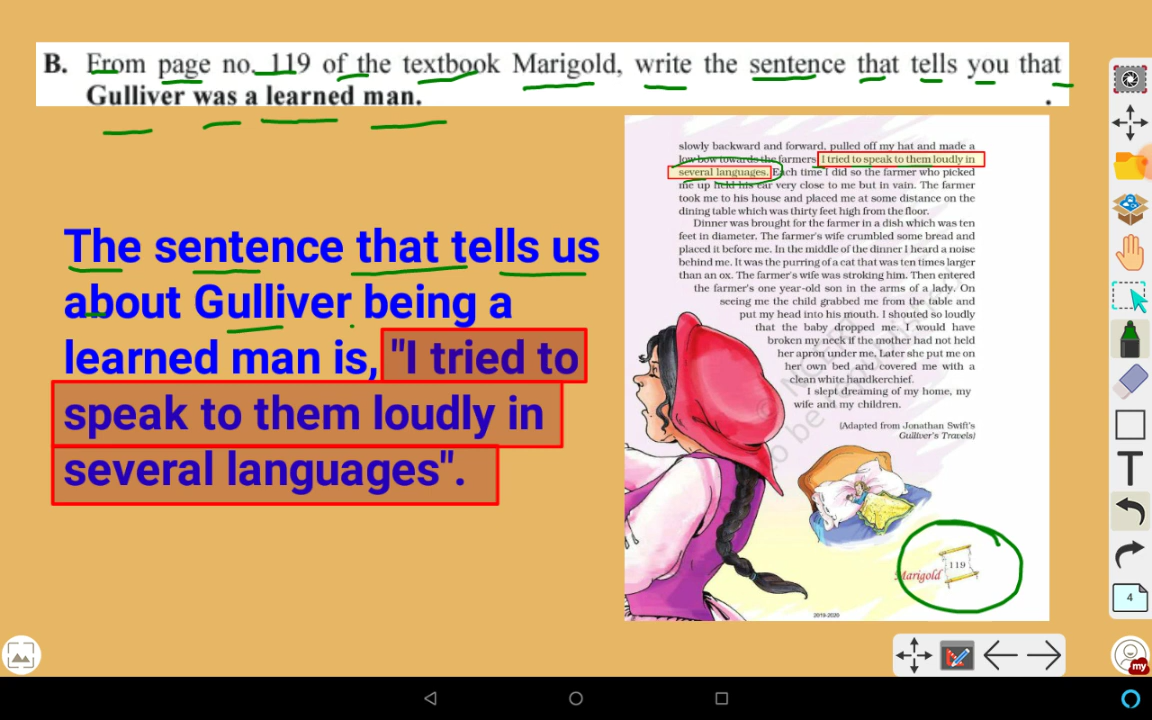 B. From page no. 119 of the textbook Marigold, write the sentence that tells you that
Gulliver was a learned man.
.
The sentence that tells us
about Gulliver being a
learned man is, "I tried to
speak to them loudly in
several languages".
slowly backward and forward, pulled off my hat and made a
low bow towards the farmers. I tried to speak to them loudly in
several languages. Each time I did so the farmer who picked
me up held his ear very close to me but in vain. The farmer
took me to his house and placed me at some distance on the
dining table which was thirty feet high from the floor.
Dinner was brought for the farmer in a dish which was ten
feet in diameter. The farmer's wife crumbled some bread and
placed it before me. In the middle of the dinner I heard a noise
behind me. It was the purring of a cat that was ten times larger
than an ox. The farmer's wife was stroking him. Then entered
the farmer's one year-old son in the arms of a lady. On
seeing me the child grabbed me from the table and
put my head into his mouth. I shouted so loudly
that the baby dropped me. I would have
broken my neck if the mother had not held
her apron under me. Later she put me on
her own bed and covered me with a
clean white handkerchief.
I slept dreaming of my home, my
wife and my children.
(Adapted from Jonathan Swift's
Gulliver's Travels)
119
Marigold
2019-2020
T
4
my